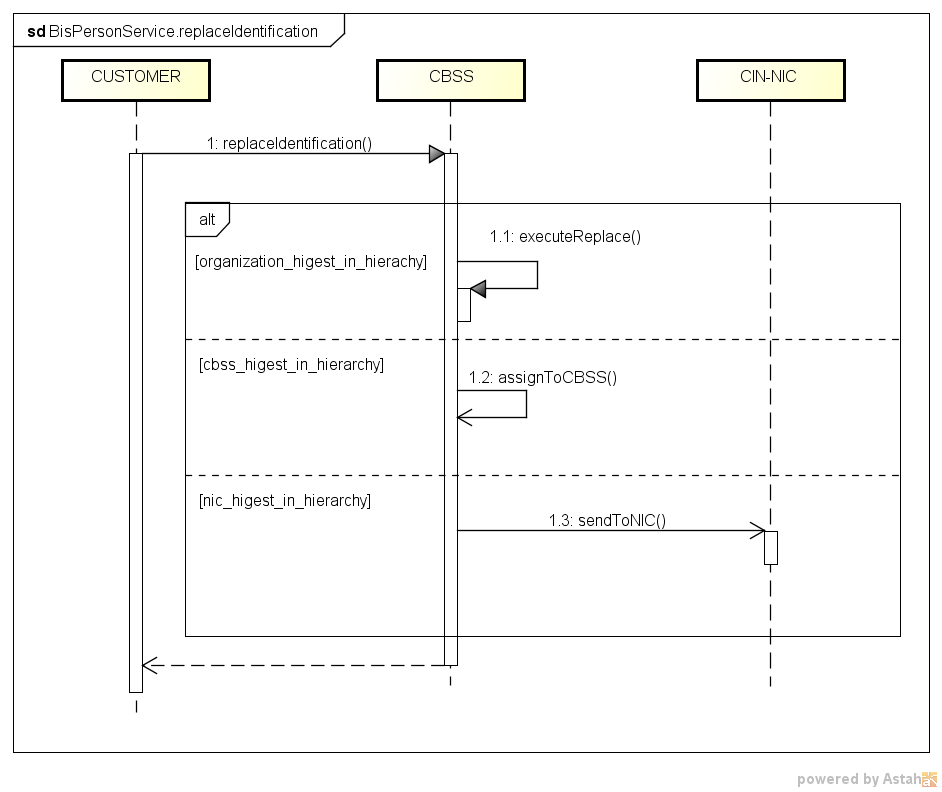 sd BisPersonService.replaceIdentification
CUSTOMER
CBSS
CIN-NIC
1: replaceIdentification()
alt
1.1: executeReplace()
[organization_higest_in_hierachy]
[cbss_higest_in_hierarchy]
1.2: assignToCBSS()
[nic_higest_in_hierarchy]
1.3: sendToNIC()
powered by Astah